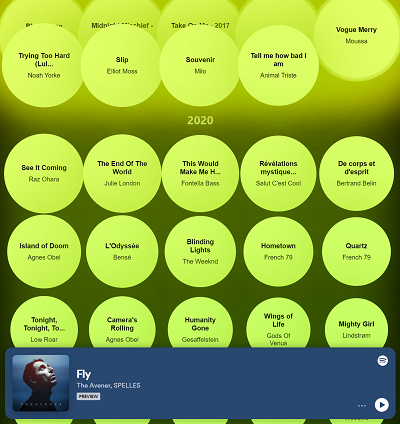 Midnight Mischief -
Take On Me - 2017
Vogue Merry
Moussa
Trying Too Hard
(Lul...
Noah Yorke
Slip
Elliot Moss
Souvenir
Milo
Tell me how bad I
am
Animal Triste
2020
See It Coming
Raz Ohara
The End Of The
World
Julie London
This Would
Make Me H...
Fontella Bass
Révélations
mystique...
Salut C'est Cool
De corps et
d'esprit
Bertrand Belin
Island of Doom
Agnes Obel
L'Odyssée
Bensé
Blinding
Lights
The Weeknd
Hometown
French 79
Quartz
French 79
Tonight,
Tonight, To...
Low Roar
Camera's
Rolling
Agnes Obel
Humanity
Gone
Gesaffelstein
Wings of
Life
Gods Of
Venus
Mighty Girl
Lindstrøm
Fly
The Avener, SPELLES
PREVIEW